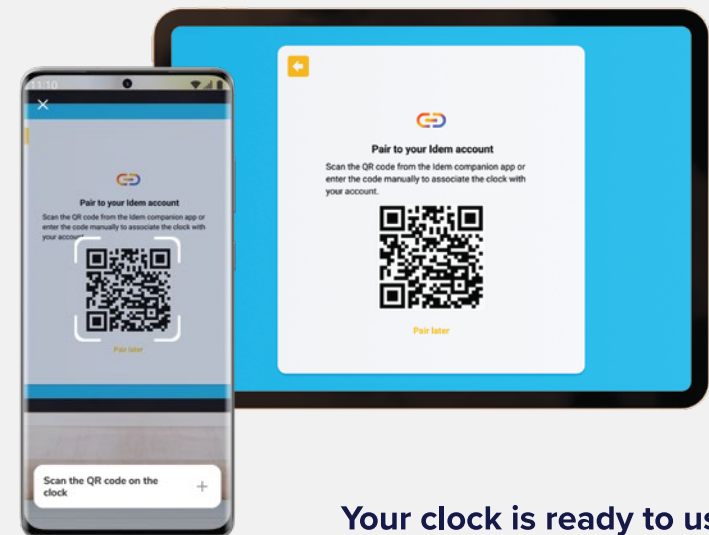 11:10
Pair to your Idem account
Scan the QR code from the Idem companion app or
enter the code manually to associate the clock with
your account.
Pair later
Scan the QR code on the
clock
Pair to your Idem account
Scan the QR code from the Idem companion app or
enter the code manually to associate the clock with
your account.
Pair later
Your clock is ready to us